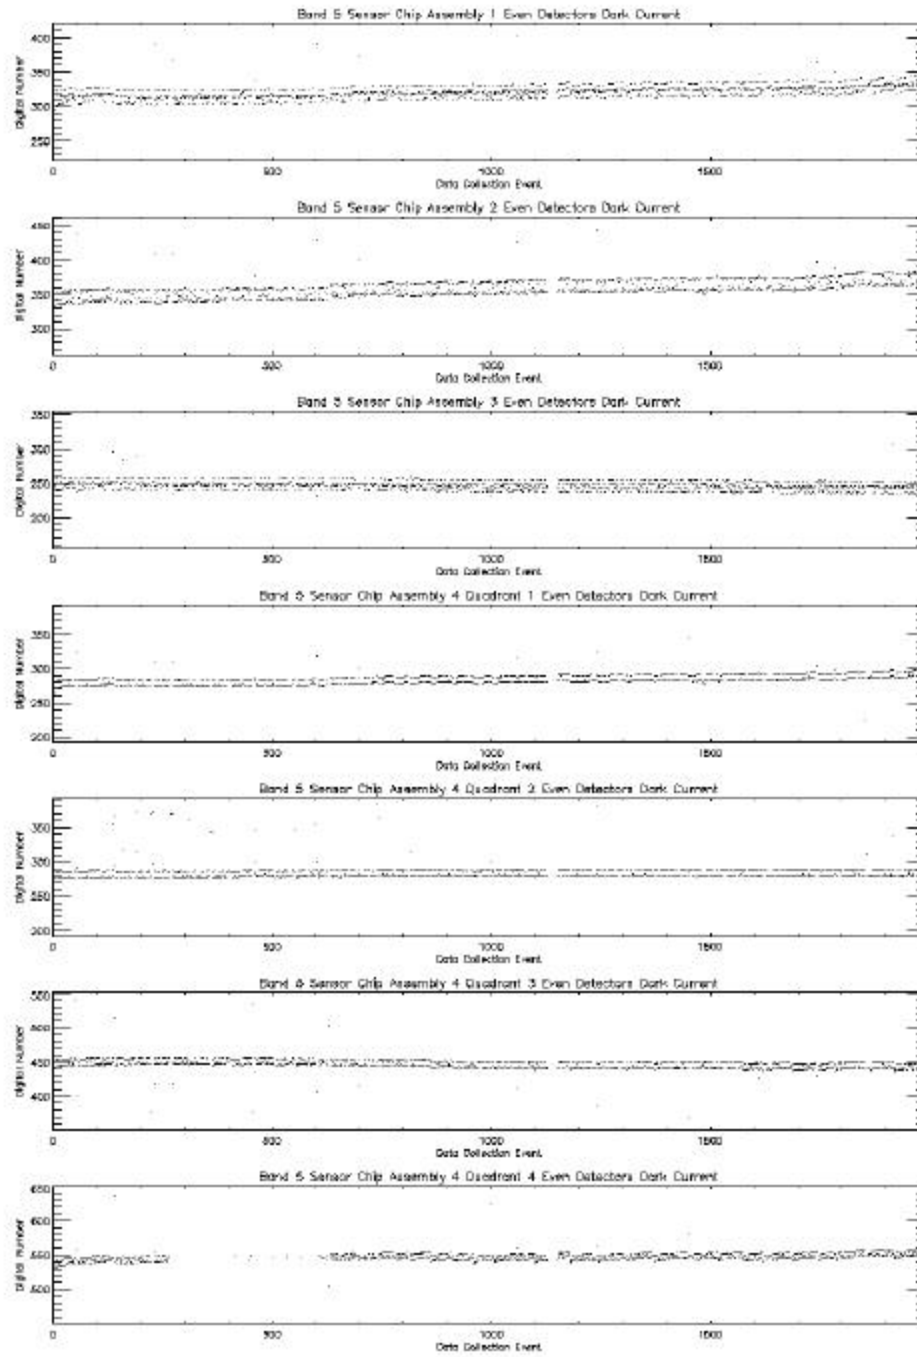 Band 5 Sensor Chip Assembly 1 Even Detectors Dark Current
400
350
300
250
Digital Number
0 500 1000 1500
Data Collection Event
Band 5 Sensor Chip Assembly 2 Even Detectors Dark Current
450
400
350
300
Digital Number
0 500 1000 1500
Data Collection Event
Band 5 Sensor Chip Assembly 3 Even Detectors Dark Current
350
300
250
200
Digital Number
0 500 1000 1500
Data Collection Event
Band 5 Sensor Chip Assembly 4 Quadrant 1 Even Detectors Dark Current
350
300
250
200
Digital Number
0 500 1000 1500
Data Collection Event
Band 5 Sensor Chip Assembly 4 Quadrant 2 Even Detectors Dark Current
350
300
250
200
Digital Number
0 500 1000 1500
Data Collection Event
Band 5 Sensor Chip Assembly 4 Quadrant 3 Even Detectors Dark Current
550
500
450
400
Digital Number
0 500 1000 1500
Data Collection Event
Band 5 Sensor Chip Assembly 4 Quadrant 4 Even Detectors Dark Current
650
600
550
500
Digital Number
0 500 1000 1500
Data Collection Event